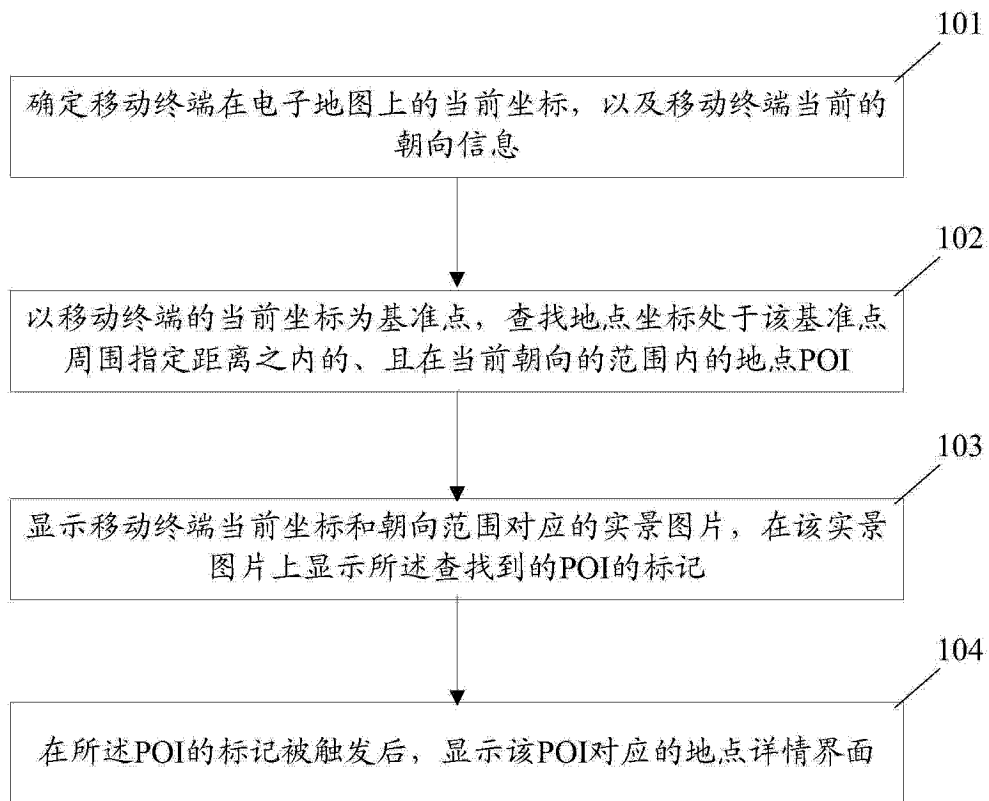 101
确定移动终端在电子地图上的当前坐标，以及移动终端当前的
朝向信息
102
以移动终端的当前坐标为基准点，查找地点坐标处于该基准点
周围指定距离之内的、且在当前朝向的范围内的地点POI
103
显示移动终端当前坐标和朝向范围对应的实景图片，在该实景
图片上显示所述查找到的POI的标记
104
在所述POI的标记被触发后，显示该POI对应的地点详情界面